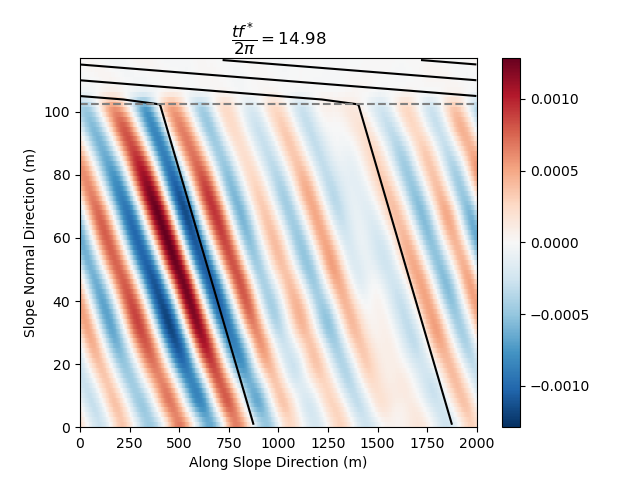 tf*/2π = 14.98
0.0010
0.0005
0.0000
−0.0005
−0.0010
Slope Normal Direction (m)
100
80
60
40
20
0
0 250 500 750 1000 1250 1500 1750 2000
Along Slope Direction (m)